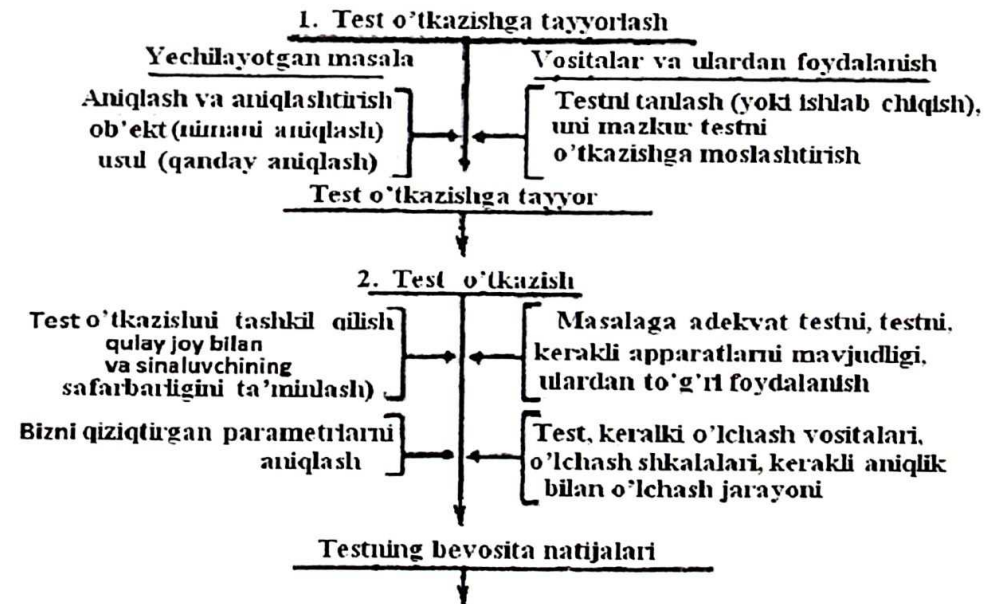 1. Test o'tkazishga tayyorlash
Yechilayotgan masala
Aniqlash va aniqlashtirish
ob'ekt (nimani aniqlash)
usul (qanday aniqlash)
Vositalar va ulardan foydalanish
Testni tanlash (yoki ishlab chiqish),
uni mazkur testni
o'tkazishga moslashtirish
Test o'tkazishga tayyor
2. Test o'tkazish
Test o'tkazishni tashkil qilish
qulay joy bilan
va sinaluvchining
safarbarligini ta'minlash)
Masalaga adekvat testni, testni,
kerakli apparatlarni mavjudligi,
ulardan to'g'ri foydalanish
Bizni qiziqtirgan parametrlarni
aniqlash
Test, keralki o'lchash vositalari,
o'lchash shkalalari, kerakli aniqlik
bilan o'lchash jarayoni
Testning bevosita natijalari